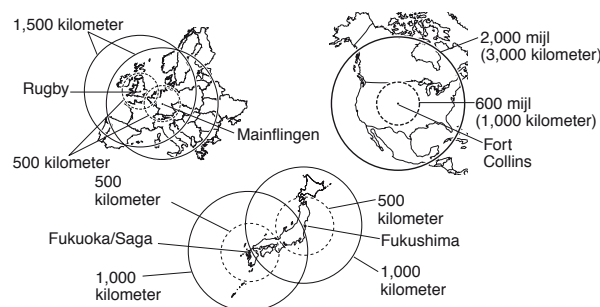 1,500 kilometer
Rugby
Mainflingen
500 kilometer
2,000 mijl
(3,000 kilometer)
600 mijl
(1,000 kilometer)
Fort
Collins
500
kilometer
Fukuoka/Saga
1,000
kilometer
500
kilometer
Fukushima
1,000
kilometer